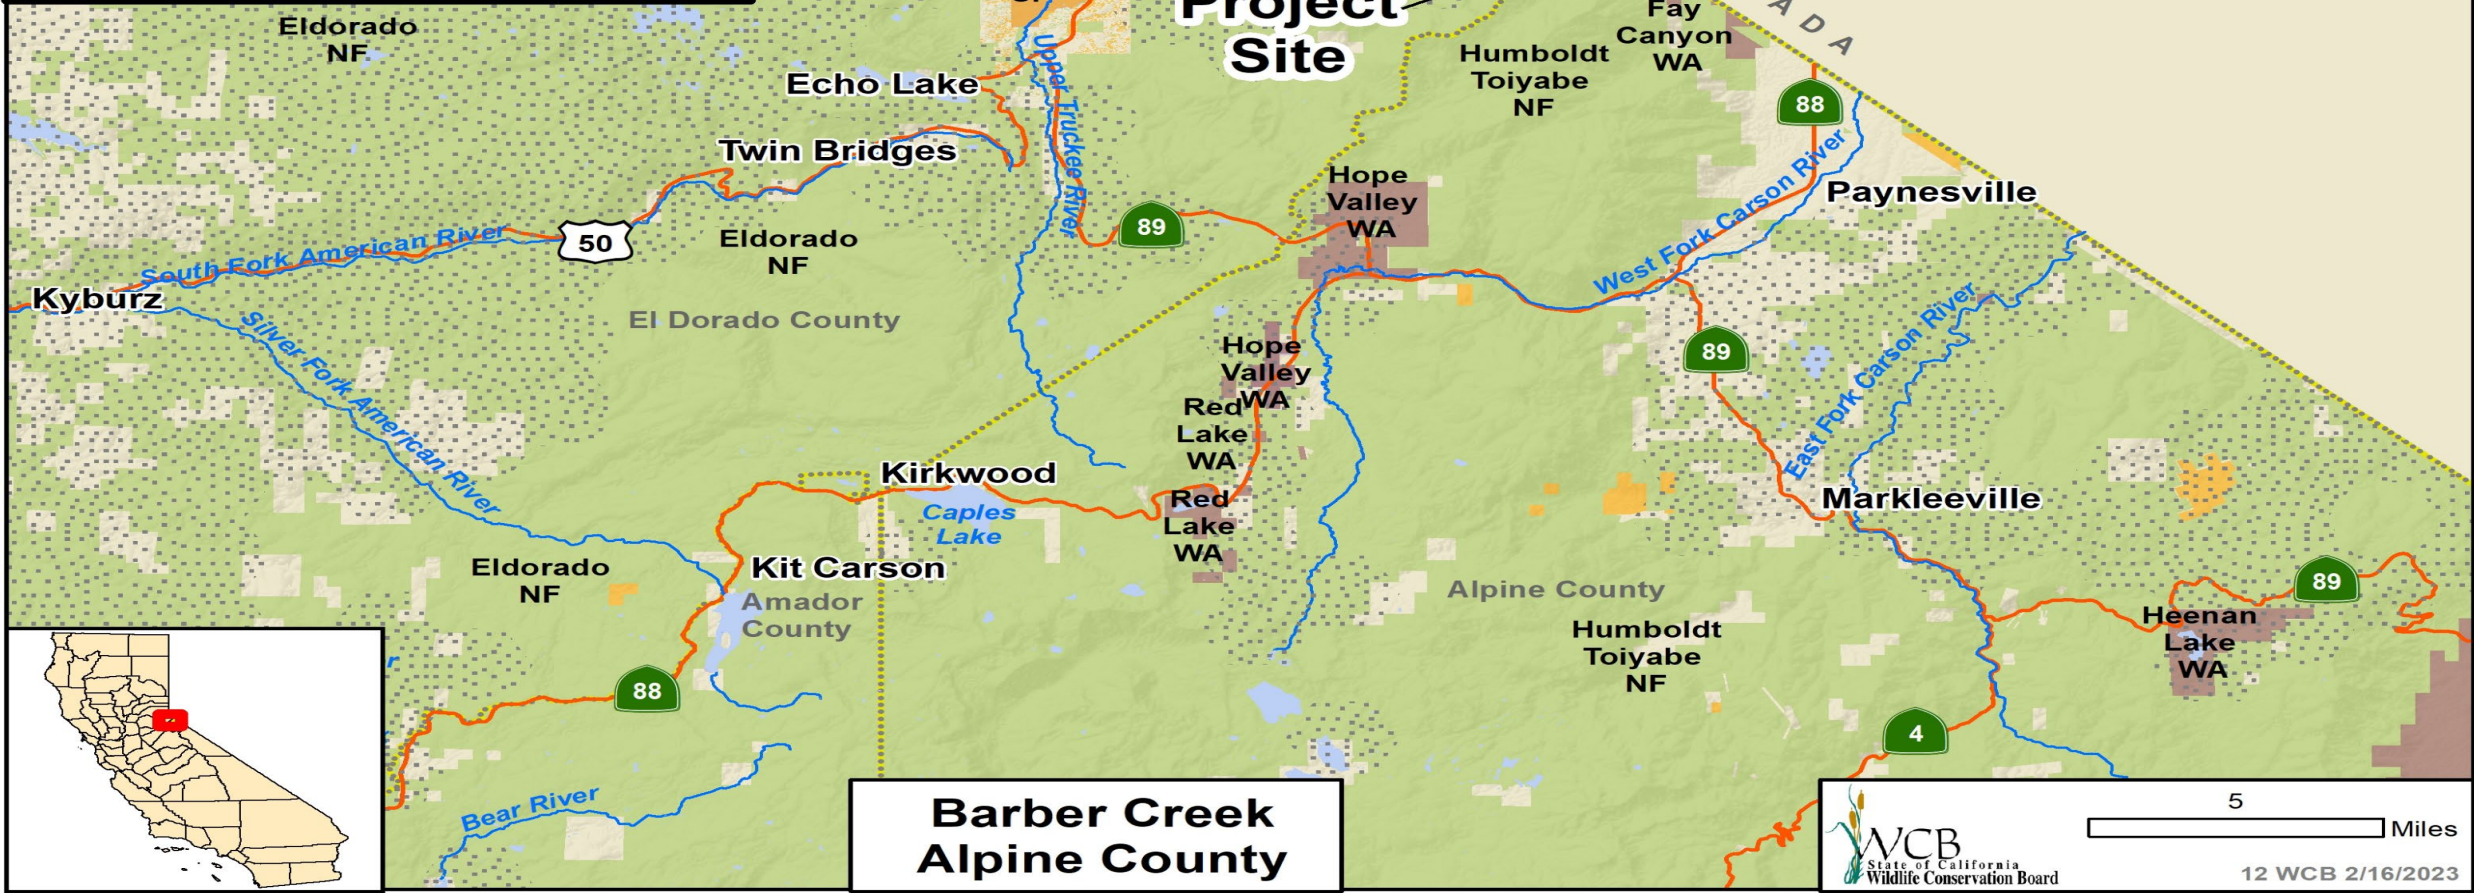 Project
Site
Eldorado
NF
Fay
Canyon
WA
ADA
Humboldt
Toiyabe
NF
Echo Lake
88
Upper Truckee River
Twin Bridges
Hope
Valley
WA
West Fork Carson River
Paynesville
89
50
South Fork American River
Eldorado
NF
Kyburz
El Dorado County
Silver Fork American River
Hope
Valley
WA
89
East Fork Carson River
Red
Lake
WA
Kirkwood
Caples
Lake
Red
Lake
WA
Markleeville
Eldorado
NF
Kit Carson
Amador
County
Alpine County
89
Heenan
Lake
WA
Humboldt
Toiyabe
NF
88
4
Bear River
Barber Creek
Alpine County
5
Miles
WCB
State of California
Wildlife Conservation Board
12 WCB 2/16/2023